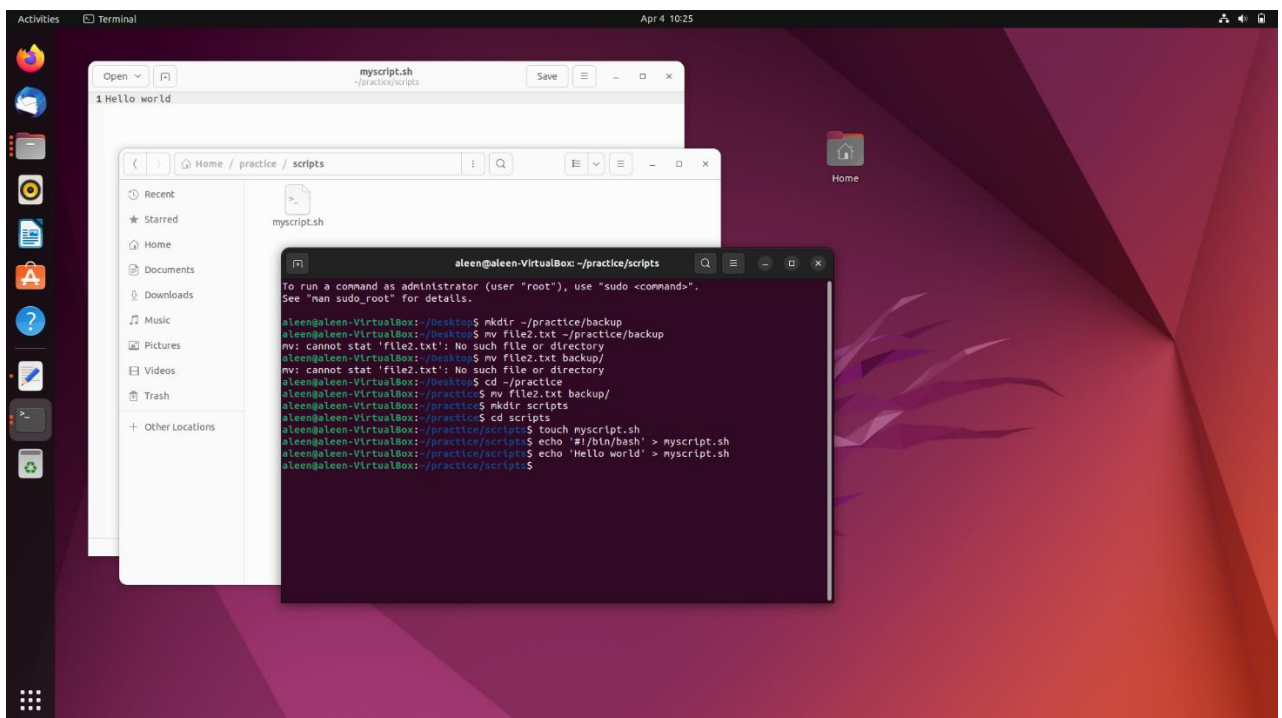 Activities Terminal Apr 4 10:25
Open myscript.sh Save
~/practice/scripts
1 Hello world
Home / practice / scripts
Recent
Starred
Home
Documents
Downloads
Music
Pictures
Videos
Trash
+ Other Locations
myscript.sh
Home
aleen@aleen-VirtualBox: ~/practice/scripts
To run a command as administrator (user "root"), use "sudo <command>".
See "man sudo_root" for details.
aleen@aleen-VirtualBox:~/Desktop$ mkdir ~/practice/backup
aleen@aleen-VirtualBox:~/Desktop$ mv file2.txt ~/practice/backup
mv: cannot stat 'file2.txt': No such file or directory
aleen@aleen-VirtualBox:~/Desktop$ mv file2.txt backup/
mv: cannot stat 'file2.txt': No such file or directory
aleen@aleen-VirtualBox:~/Desktop$ cd ~/practice
aleen@aleen-VirtualBox:~/practice$ mv file2.txt backup/
aleen@aleen-VirtualBox:~/practice$ mkdir scripts
aleen@aleen-VirtualBox:~/practice$ cd scripts
aleen@aleen-VirtualBox:~/practice/scripts$ touch myscript.sh
aleen@aleen-VirtualBox:~/practice/scripts$ echo '#!/bin/bash' > myscript.sh
aleen@aleen-VirtualBox:~/practice/scripts$ echo 'Hello world' > myscript.sh
aleen@aleen-VirtualBox:~/practice/scripts$